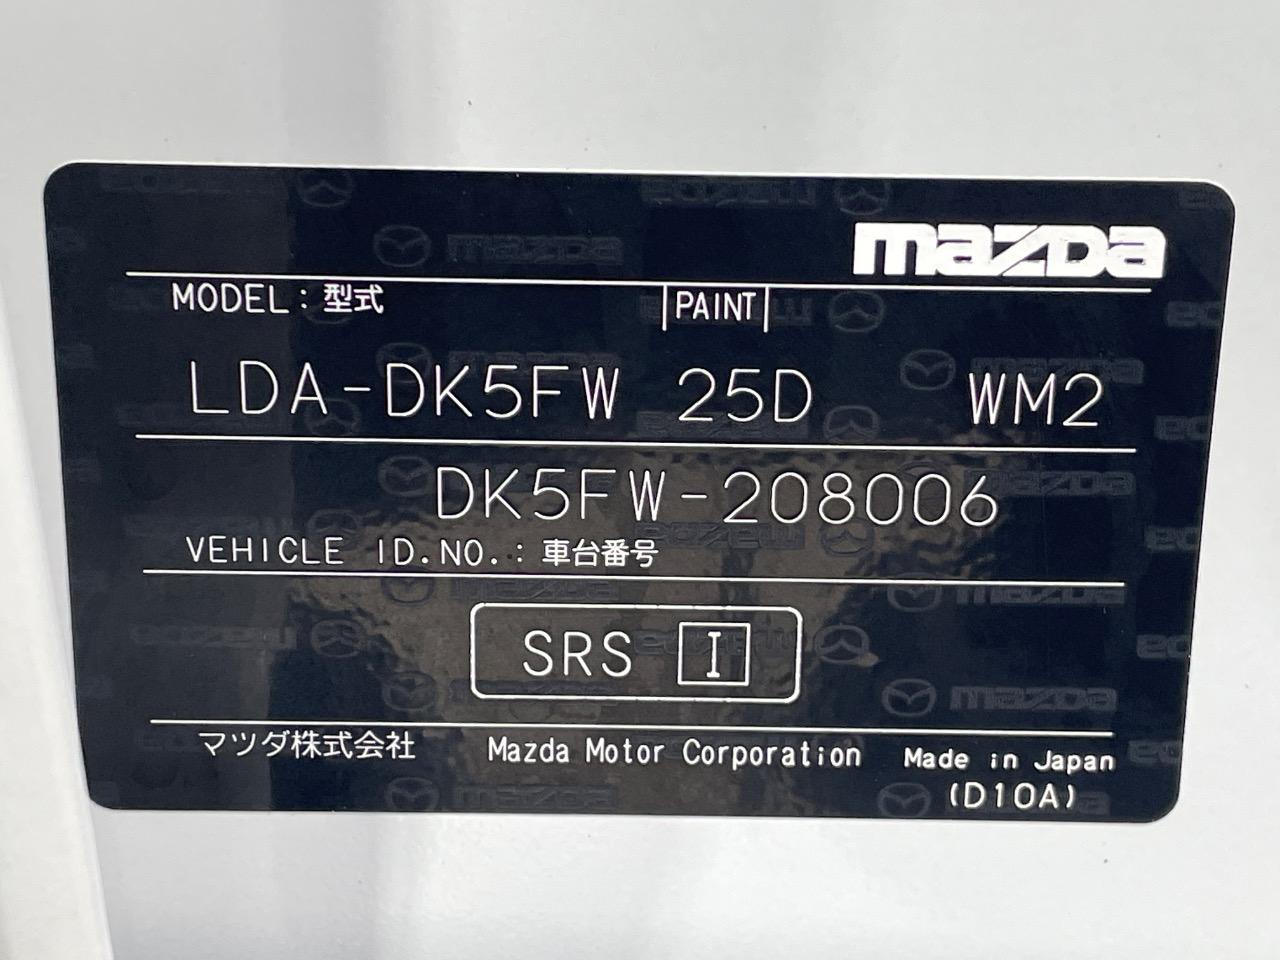 mazda
MODEL : 型式 PAINT
LDA-DK5FW 25D WM2
DK5FW-208006
VEHICLE ID.NO. : 車台番号
SRS I
マツダ株式会社 Mazda Motor Corporation Made in Japan
(D10A)